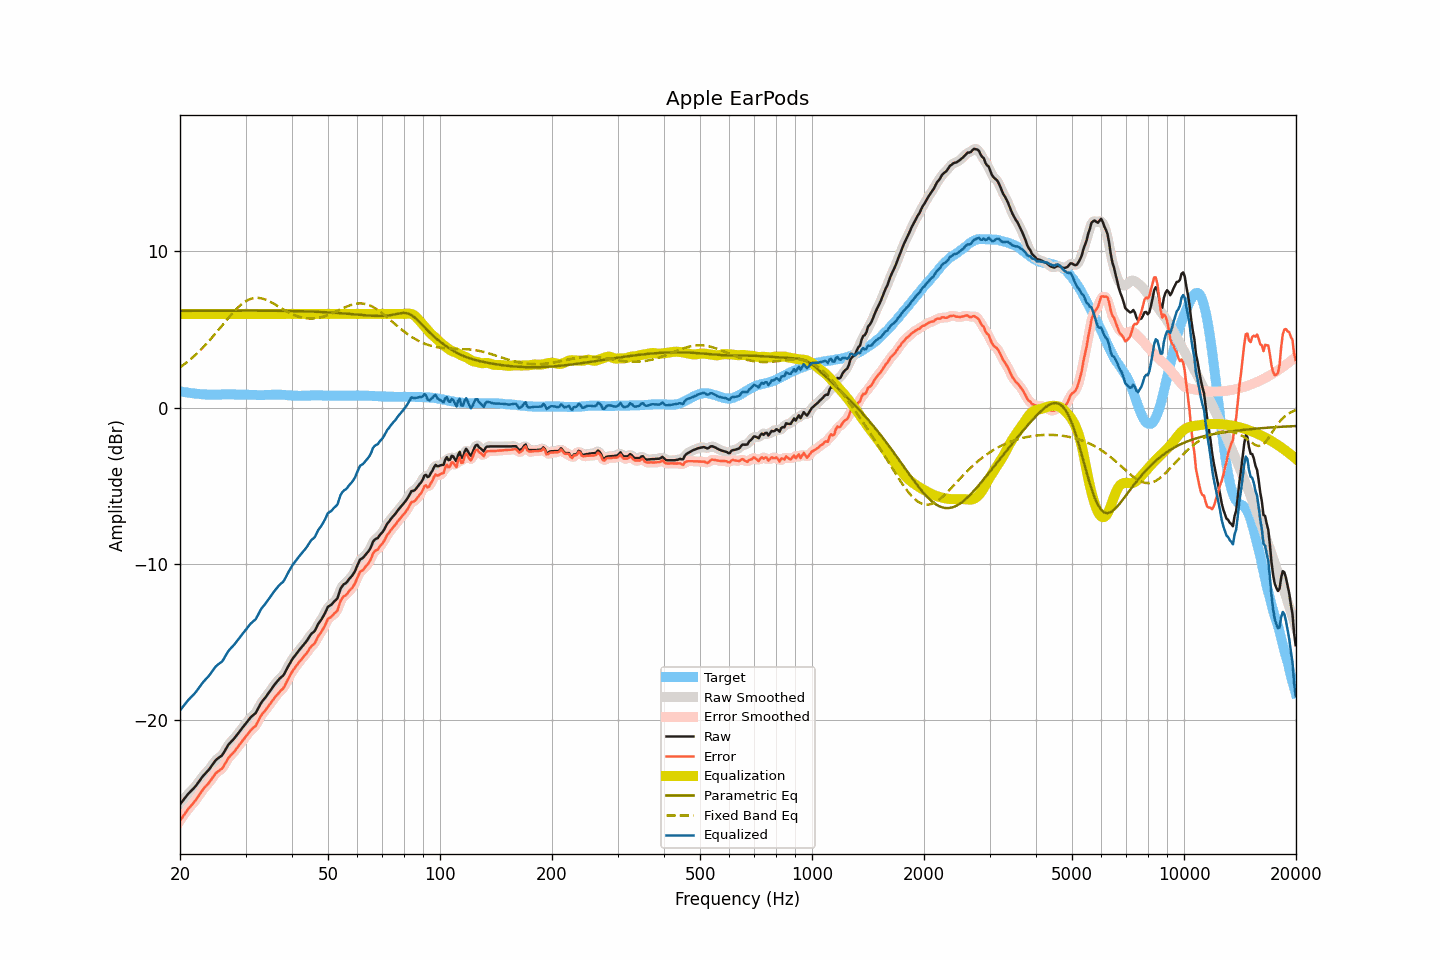 Apple EarPods
Amplitude (dBr)
10
0
−10
−20
Target
Raw Smoothed
Error Smoothed
Raw
Error
Equalization
Parametric Eq
Fixed Band Eq
Equalized
20 50 100 200 500 1000 2000 5000 10000 20000
Frequency (Hz)